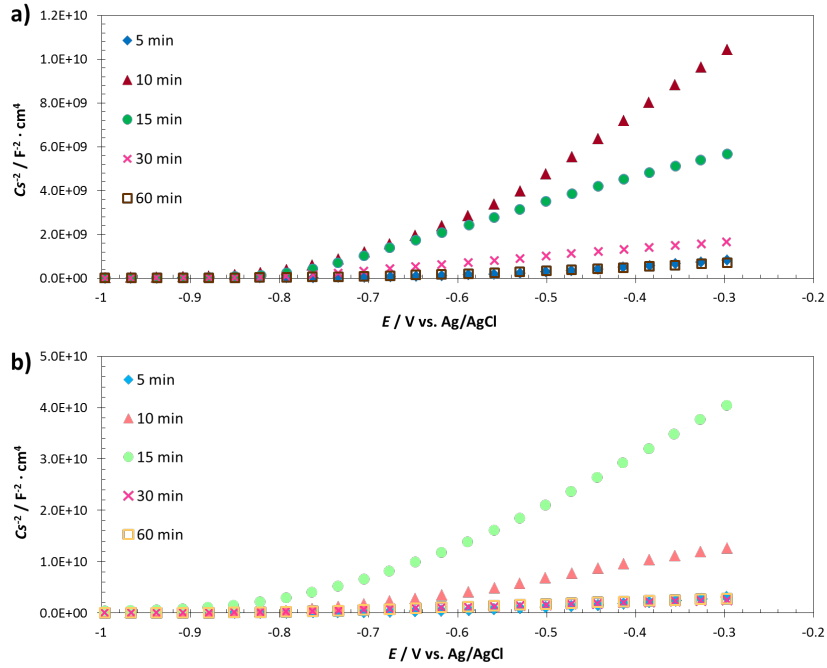 a)
1.2E+10
1.0E+10
8.0E+09
6.0E+09
4.0E+09
2.0E+09
0.0E+00
Cs⁻² / F⁻² · cm⁴
5 min
10 min
15 min
30 min
60 min
-1 -0.9 -0.8 -0.7 -0.6 -0.5 -0.4 -0.3 -0.2
E / V vs. Ag/AgCl
b)
5.0E+10
4.0E+10
3.0E+10
2.0E+10
1.0E+10
0.0E+00
Cs⁻² / F⁻² · cm⁴
5 min
10 min
15 min
30 min
60 min
-1 -0.9 -0.8 -0.7 -0.6 -0.5 -0.4 -0.3 -0.2
E / V vs. Ag/AgCl